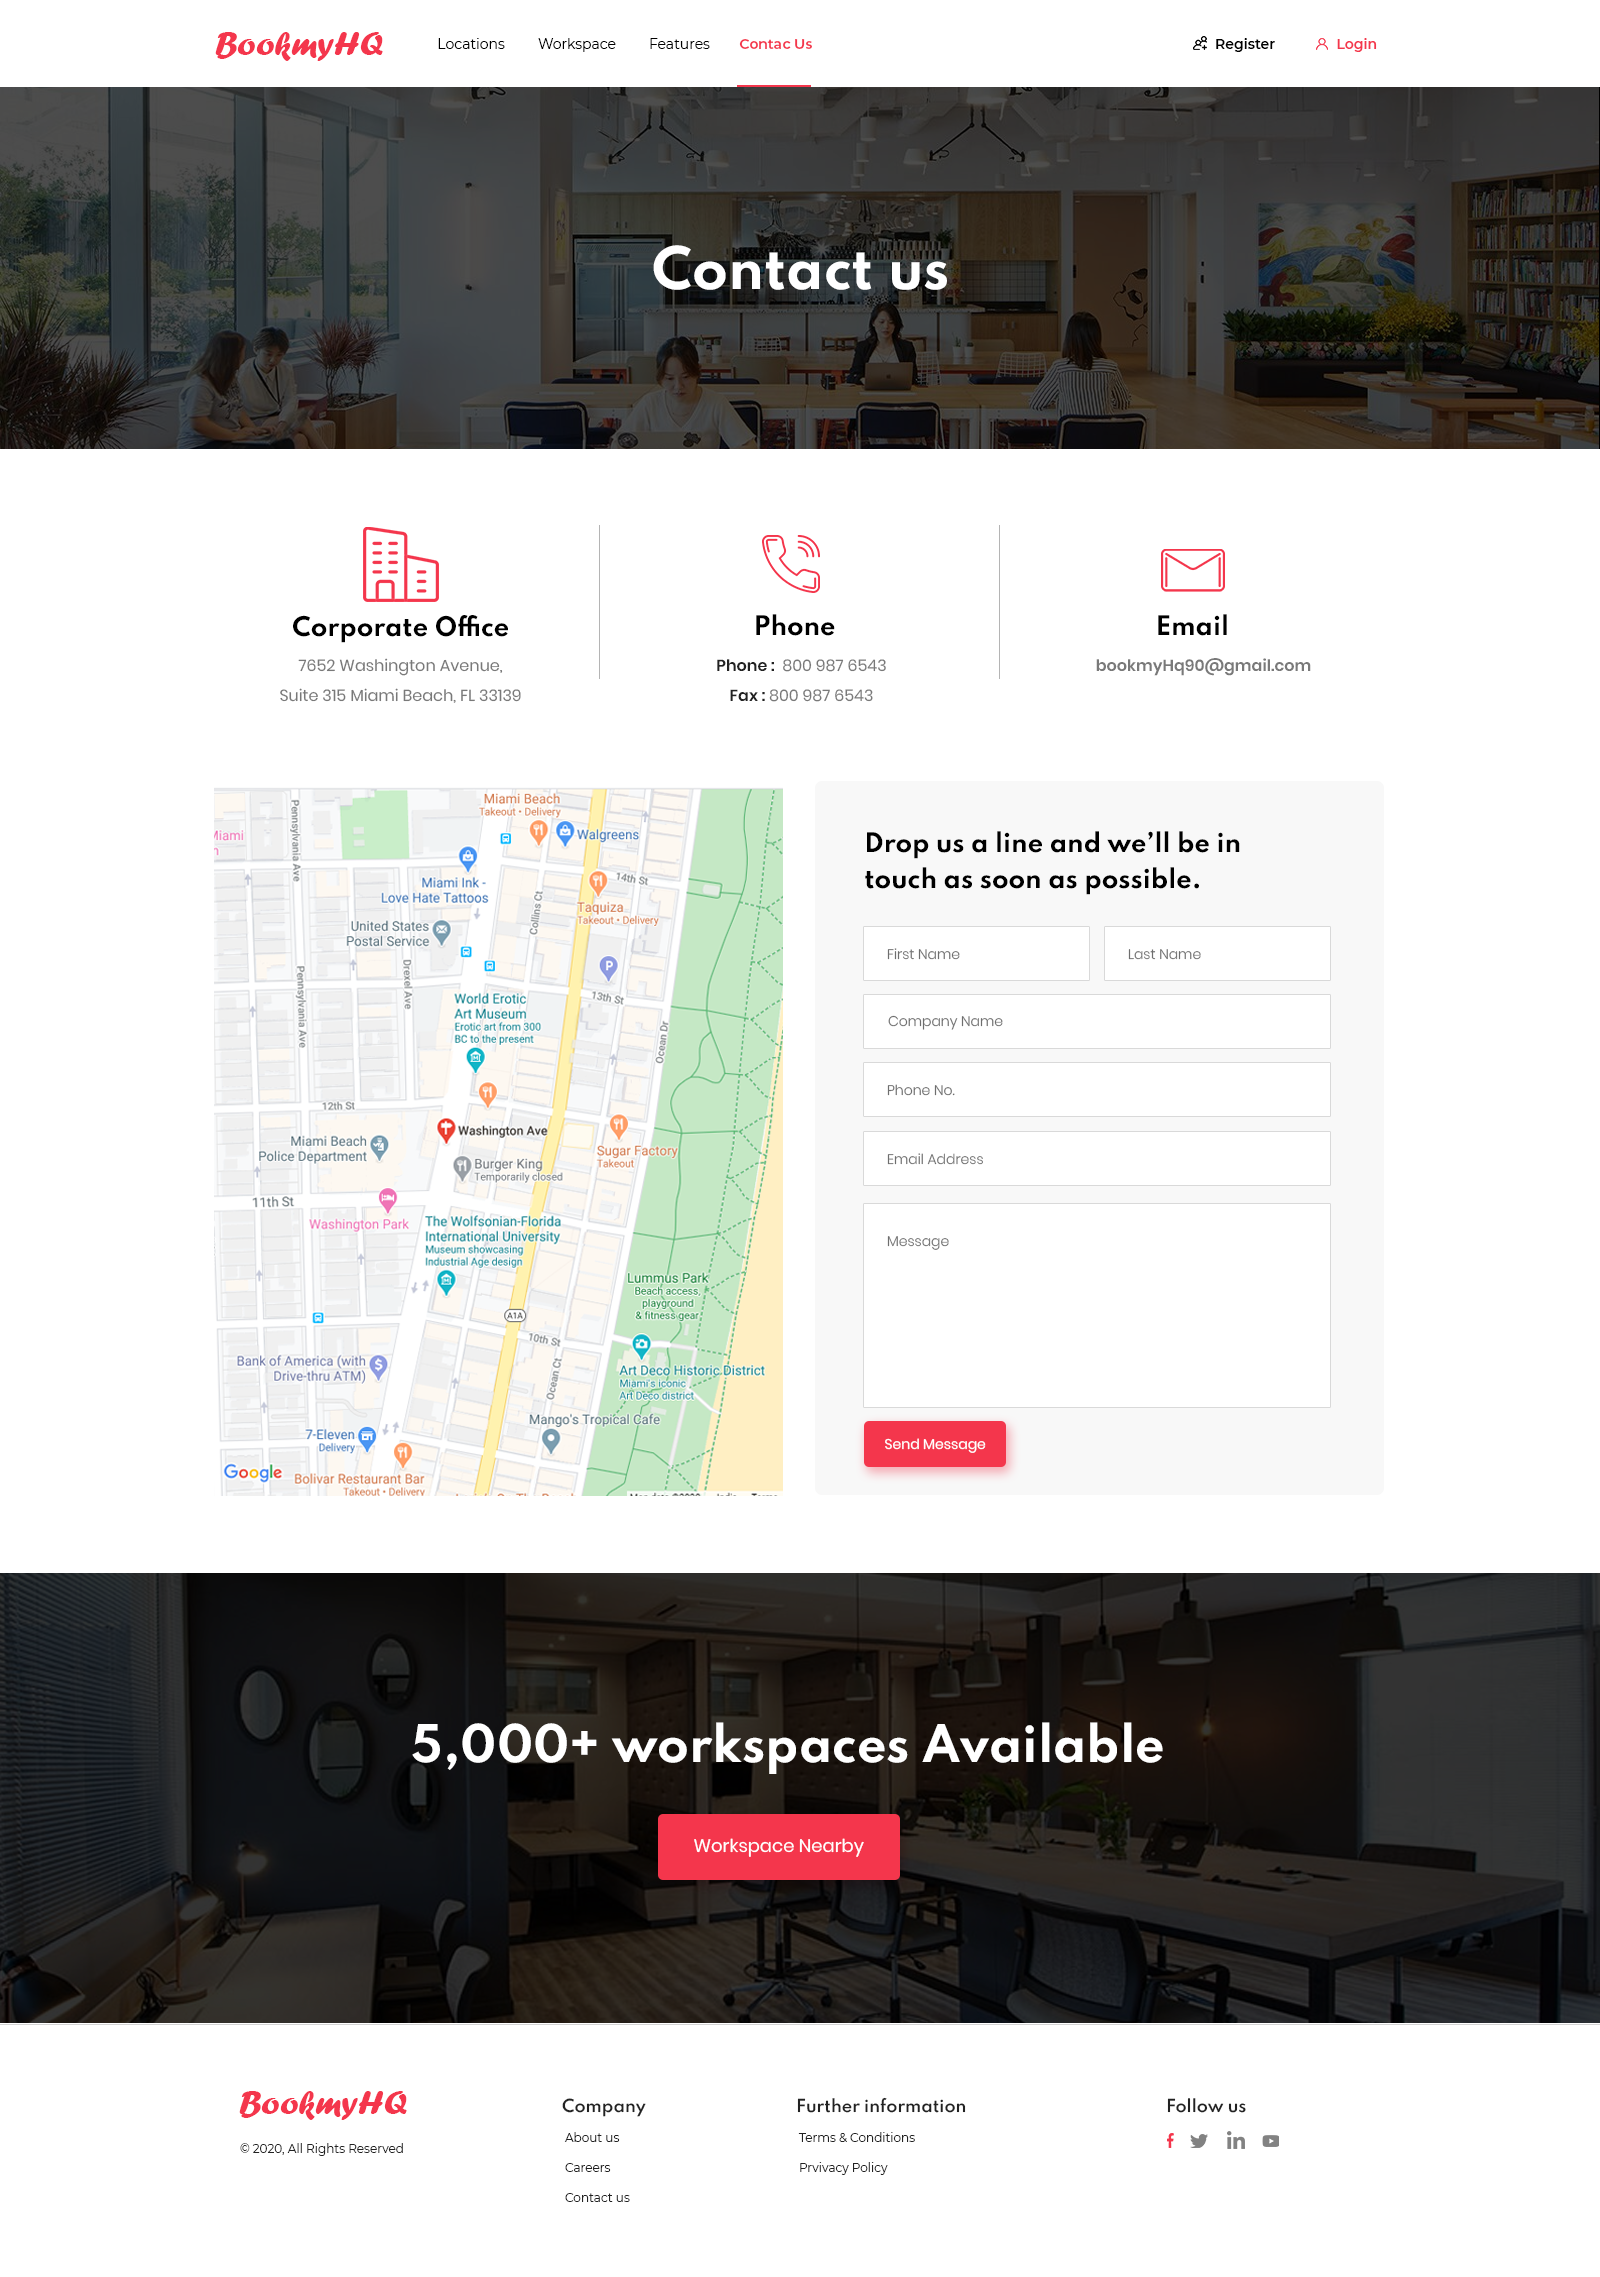 BookmyHQ
Locations
Workspace
Features
Contac Us
Register
Login
Contact us
Corporate Office
7652 Washington Avenue,
Suite 315 Miami Beach, FL 33139
Phone
Phone : 800 987 6543
Fax : 800 987 6543
Email
bookmyHq90@gmail.com
Miami Beach
Takeout • Delivery
Walgreens
Pennsylvania Ave
Miami
Miami Ink -
Love Hate Tattoos
14th St
Taquiza
Takeout • Delivery
Collins Ct
United States
Postal Service
Drexel Ave
Pennsylvania Ave
P
13th St
World Erotic
Art Museum
Erotic art from 300
BC to the present
Ocean Dr
12th St
Washington Ave
Miami Beach
Police Department
Sugar Factory
Takeout
Burger King
Temporarily closed
11th St
Washington Park
The Wolfsonian-Florida
International University
Museum showcasing
Industrial Age design
Lummus Park
Beach access,
playground
& fitness gear
A1A
10th St
Bank of America (with
Drive-thru ATM)
Ocean Ct
Art Deco Historic District
Miami's iconic
Art Deco district
Mango's Tropical Cafe
7-Eleven
Delivery
Google
Bolivar Restaurant Bar
Takeout • Delivery
Drop us a line and we’ll be in
touch as soon as possible.
First Name
Last Name
Company Name
Phone No.
Email Address
Message
Send Message
5,000+ workspaces Available
Workspace Nearby
BookmyHQ
© 2020, All Rights Reserved
Company
About us
Careers
Contact us
Further information
Terms & Conditions
Prvivacy Policy
Follow us